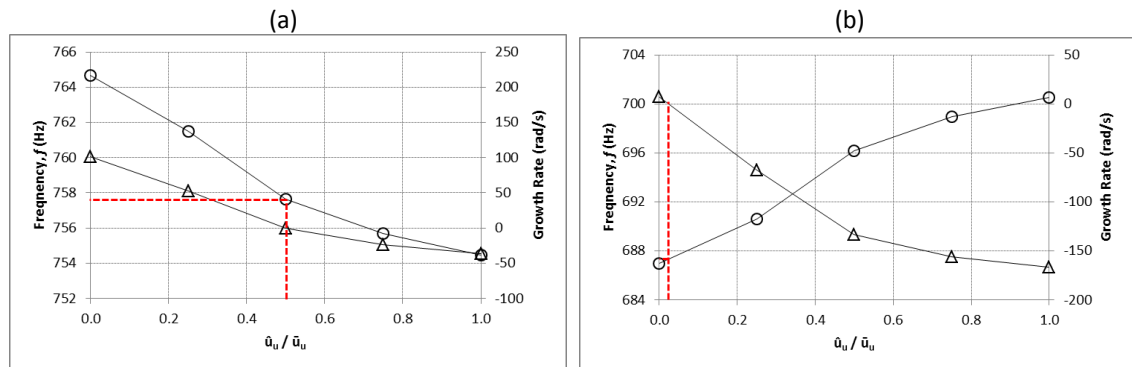 (a)
Freqnency, f (Hz)
766
764
762
760
758
756
754
752
250
200
150
100
50
0
-50
-100
Growth Rate (rad/s)
0.0 0.2 0.4 0.6 0.8 1.0
û_u / ū_u
(b)
Freqnency, f (Hz)
704
700
696
692
688
684
50
0
-50
-100
-150
-200
Growth Rate (rad/s)
0.0 0.2 0.4 0.6 0.8 1.0
û_u / ū_u